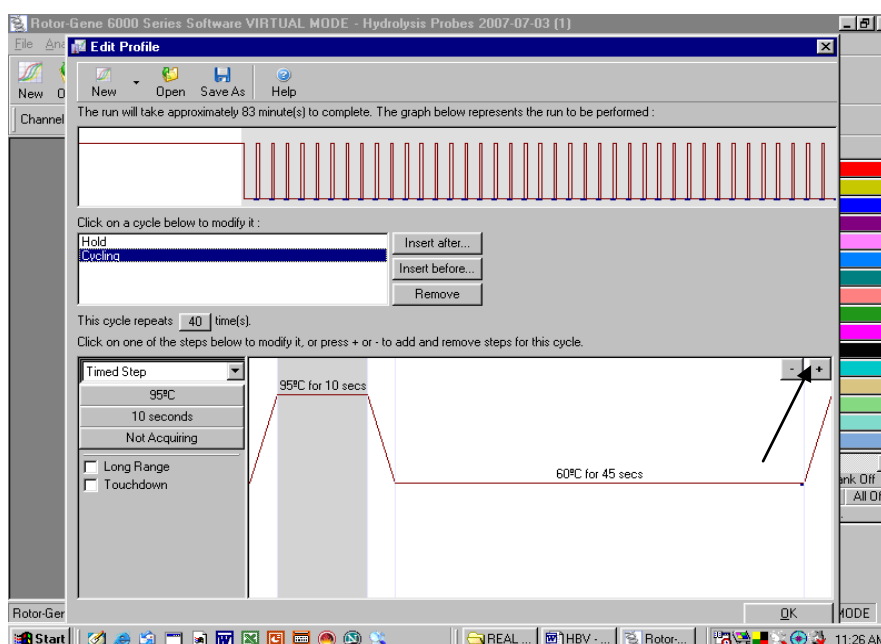 Rotor-Gene 6000 Series Software VIRTUAL MODE - Hydrolysis Probes 2007-07-03 (1)
File Ana
Edit Profile
New
New Open Save As Help
Channel
The run will take approximately 83 minute(s) to complete. The graph below represents the run to be performed :
Click on a cycle below to modify it :
Hold
Cycling
Insert after...
Insert before...
Remove
This cycle repeats 40 time(s).
Click on one of the steps below to modify it, or press + or - to add and remove steps for this cycle.
Timed Step
95ºC
10 seconds
Not Acquiring
Long Range
Touchdown
95ºC for 10 secs
60ºC for 45 secs
- +
ank Off
All Of
OK
Rotor-Ger
MODE
Start
REAL ...
HBV - ...
Rotor-...
11:26 AM